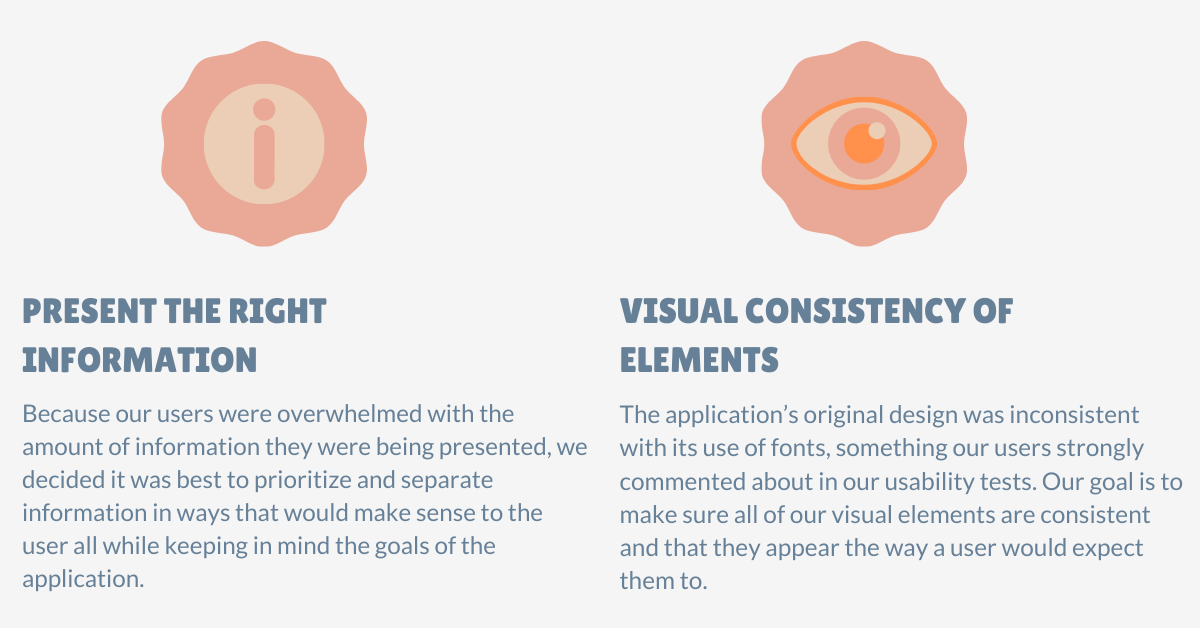 PRESENT THE RIGHT
INFORMATION
Because our users were overwhelmed with the
amount of information they were being presented, we
decided it was best to prioritize and separate
information in ways that would make sense to the
user all while keeping in mind the goals of the
application.
VISUAL CONSISTENCY OF
ELEMENTS
The application’s original design was inconsistent
with its use of fonts, something our users strongly
commented about in our usability tests. Our goal is to
make sure all of our visual elements are consistent
and that they appear the way a user would expect
them to.